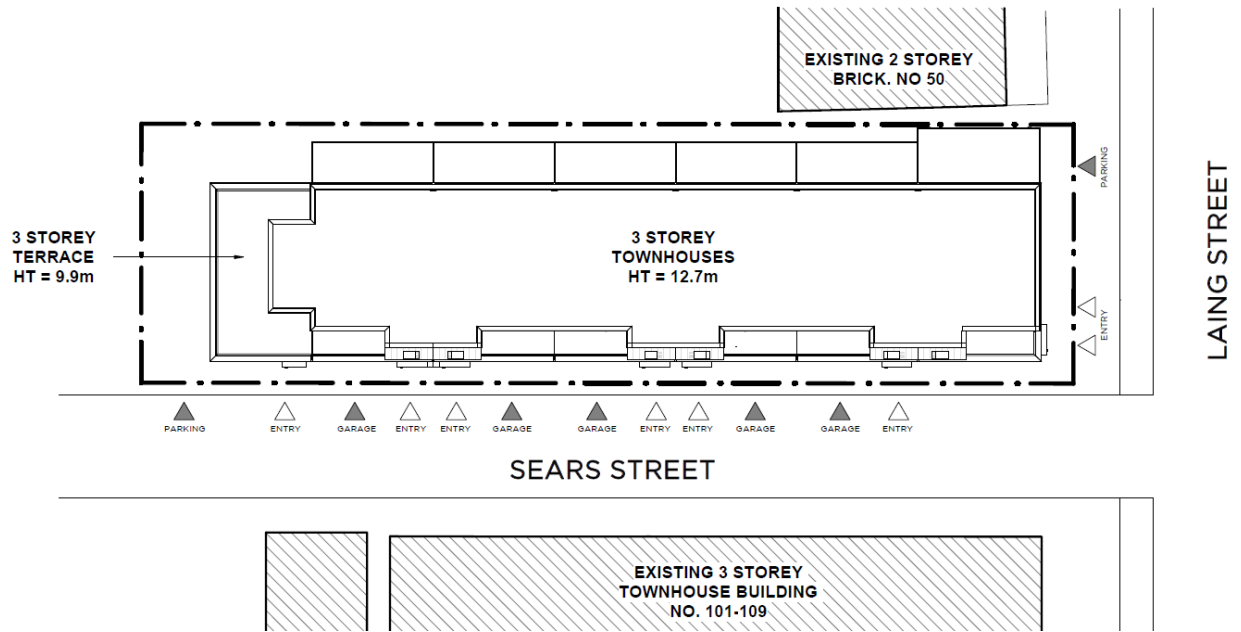 EXISTING 2 STOREY
BRICK. NO 50
PARKING
3 STOREY
TERRACE
HT = 9.9m
3 STOREY
TOWNHOUSES
HT = 12.7m
ENTRY
LAING STREET
PARKING
ENTRY
GARAGE
ENTRY
ENTRY
GARAGE
GARAGE
ENTRY
ENTRY
GARAGE
GARAGE
ENTRY
SEARS STREET
EXISTING 3 STOREY
TOWNHOUSE BUILDING
NO. 101-109